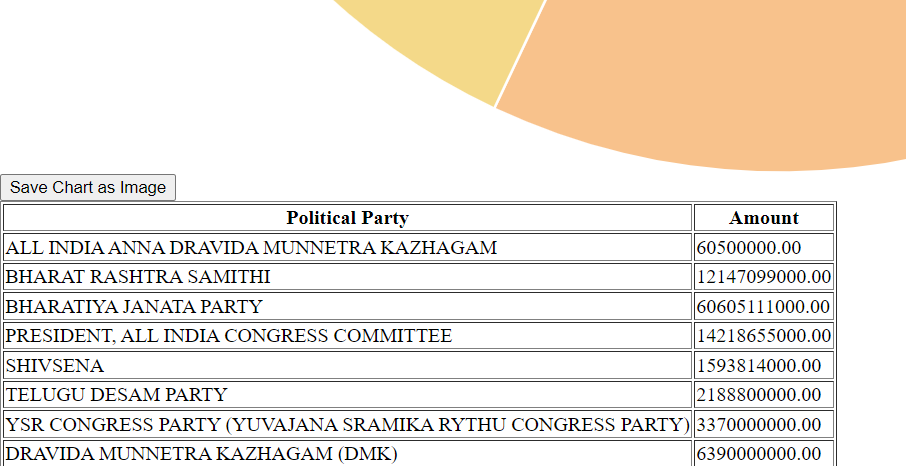 Save Chart as Image
Political Party Amount
ALL INDIA ANNA DRAVIDA MUNNETRA KAZHAGAM 60500000.00
BHARAT RASHTRA SAMITHI 12147099000.00
BHARATIYA JANATA PARTY 60605111000.00
PRESIDENT, ALL INDIA CONGRESS COMMITTEE 14218655000.00
SHIVSENA 1593814000.00
TELUGU DESAM PARTY 2188800000.00
YSR CONGRESS PARTY (YUVAJANA SRAMIKA RYTHU CONGRESS PARTY) 3370000000.00
DRAVIDA MUNNETRA KAZHAGAM (DMK) 6390000000.00